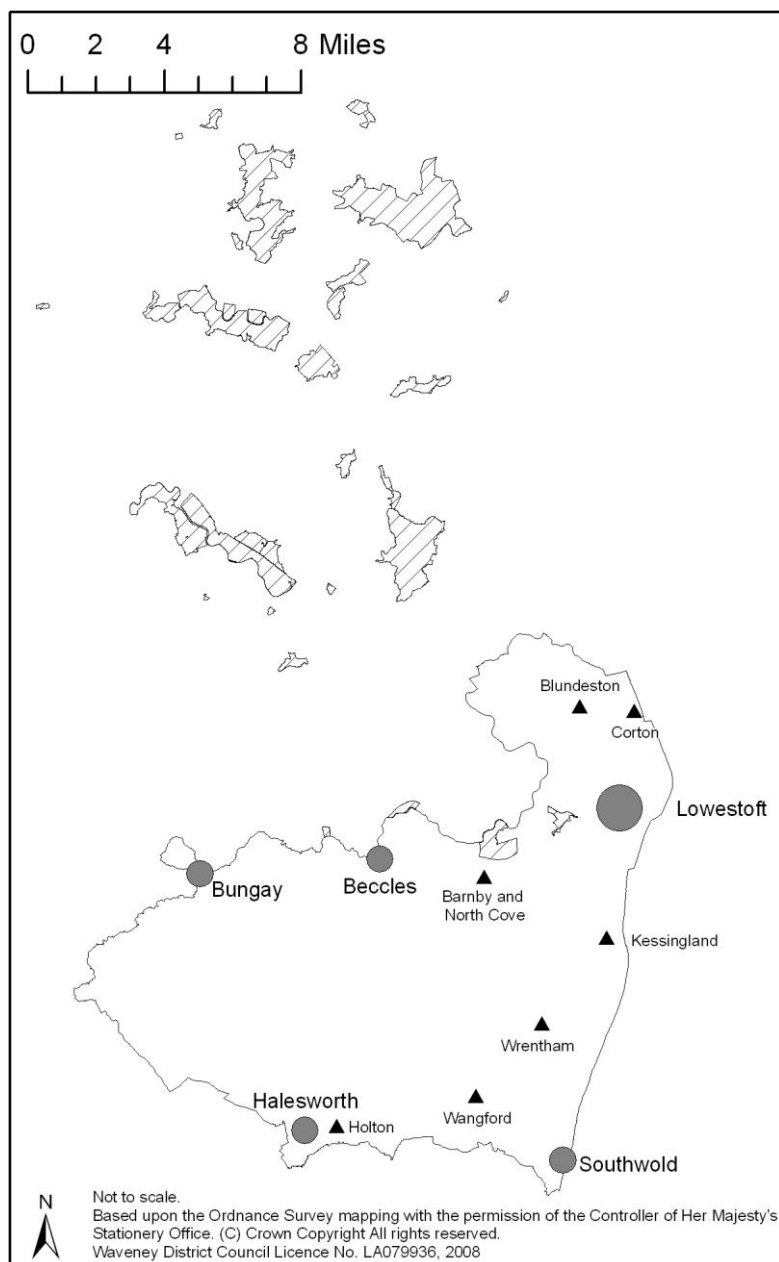 0 2 4 8 Miles
Blundeston
Corton
Lowestoft
Bungay
Beccles
Barnby and
North Cove
Kessingland
Wrentham
Halesworth
Holton
Wangford
Southwold
N
Not to scale.
Based upon the Ordnance Survey mapping with the permission of the Controller of Her Majesty's
Stationery Office. (C) Crown Copyright All rights reserved.
Waveney District Council Licence No. LA079936, 2008